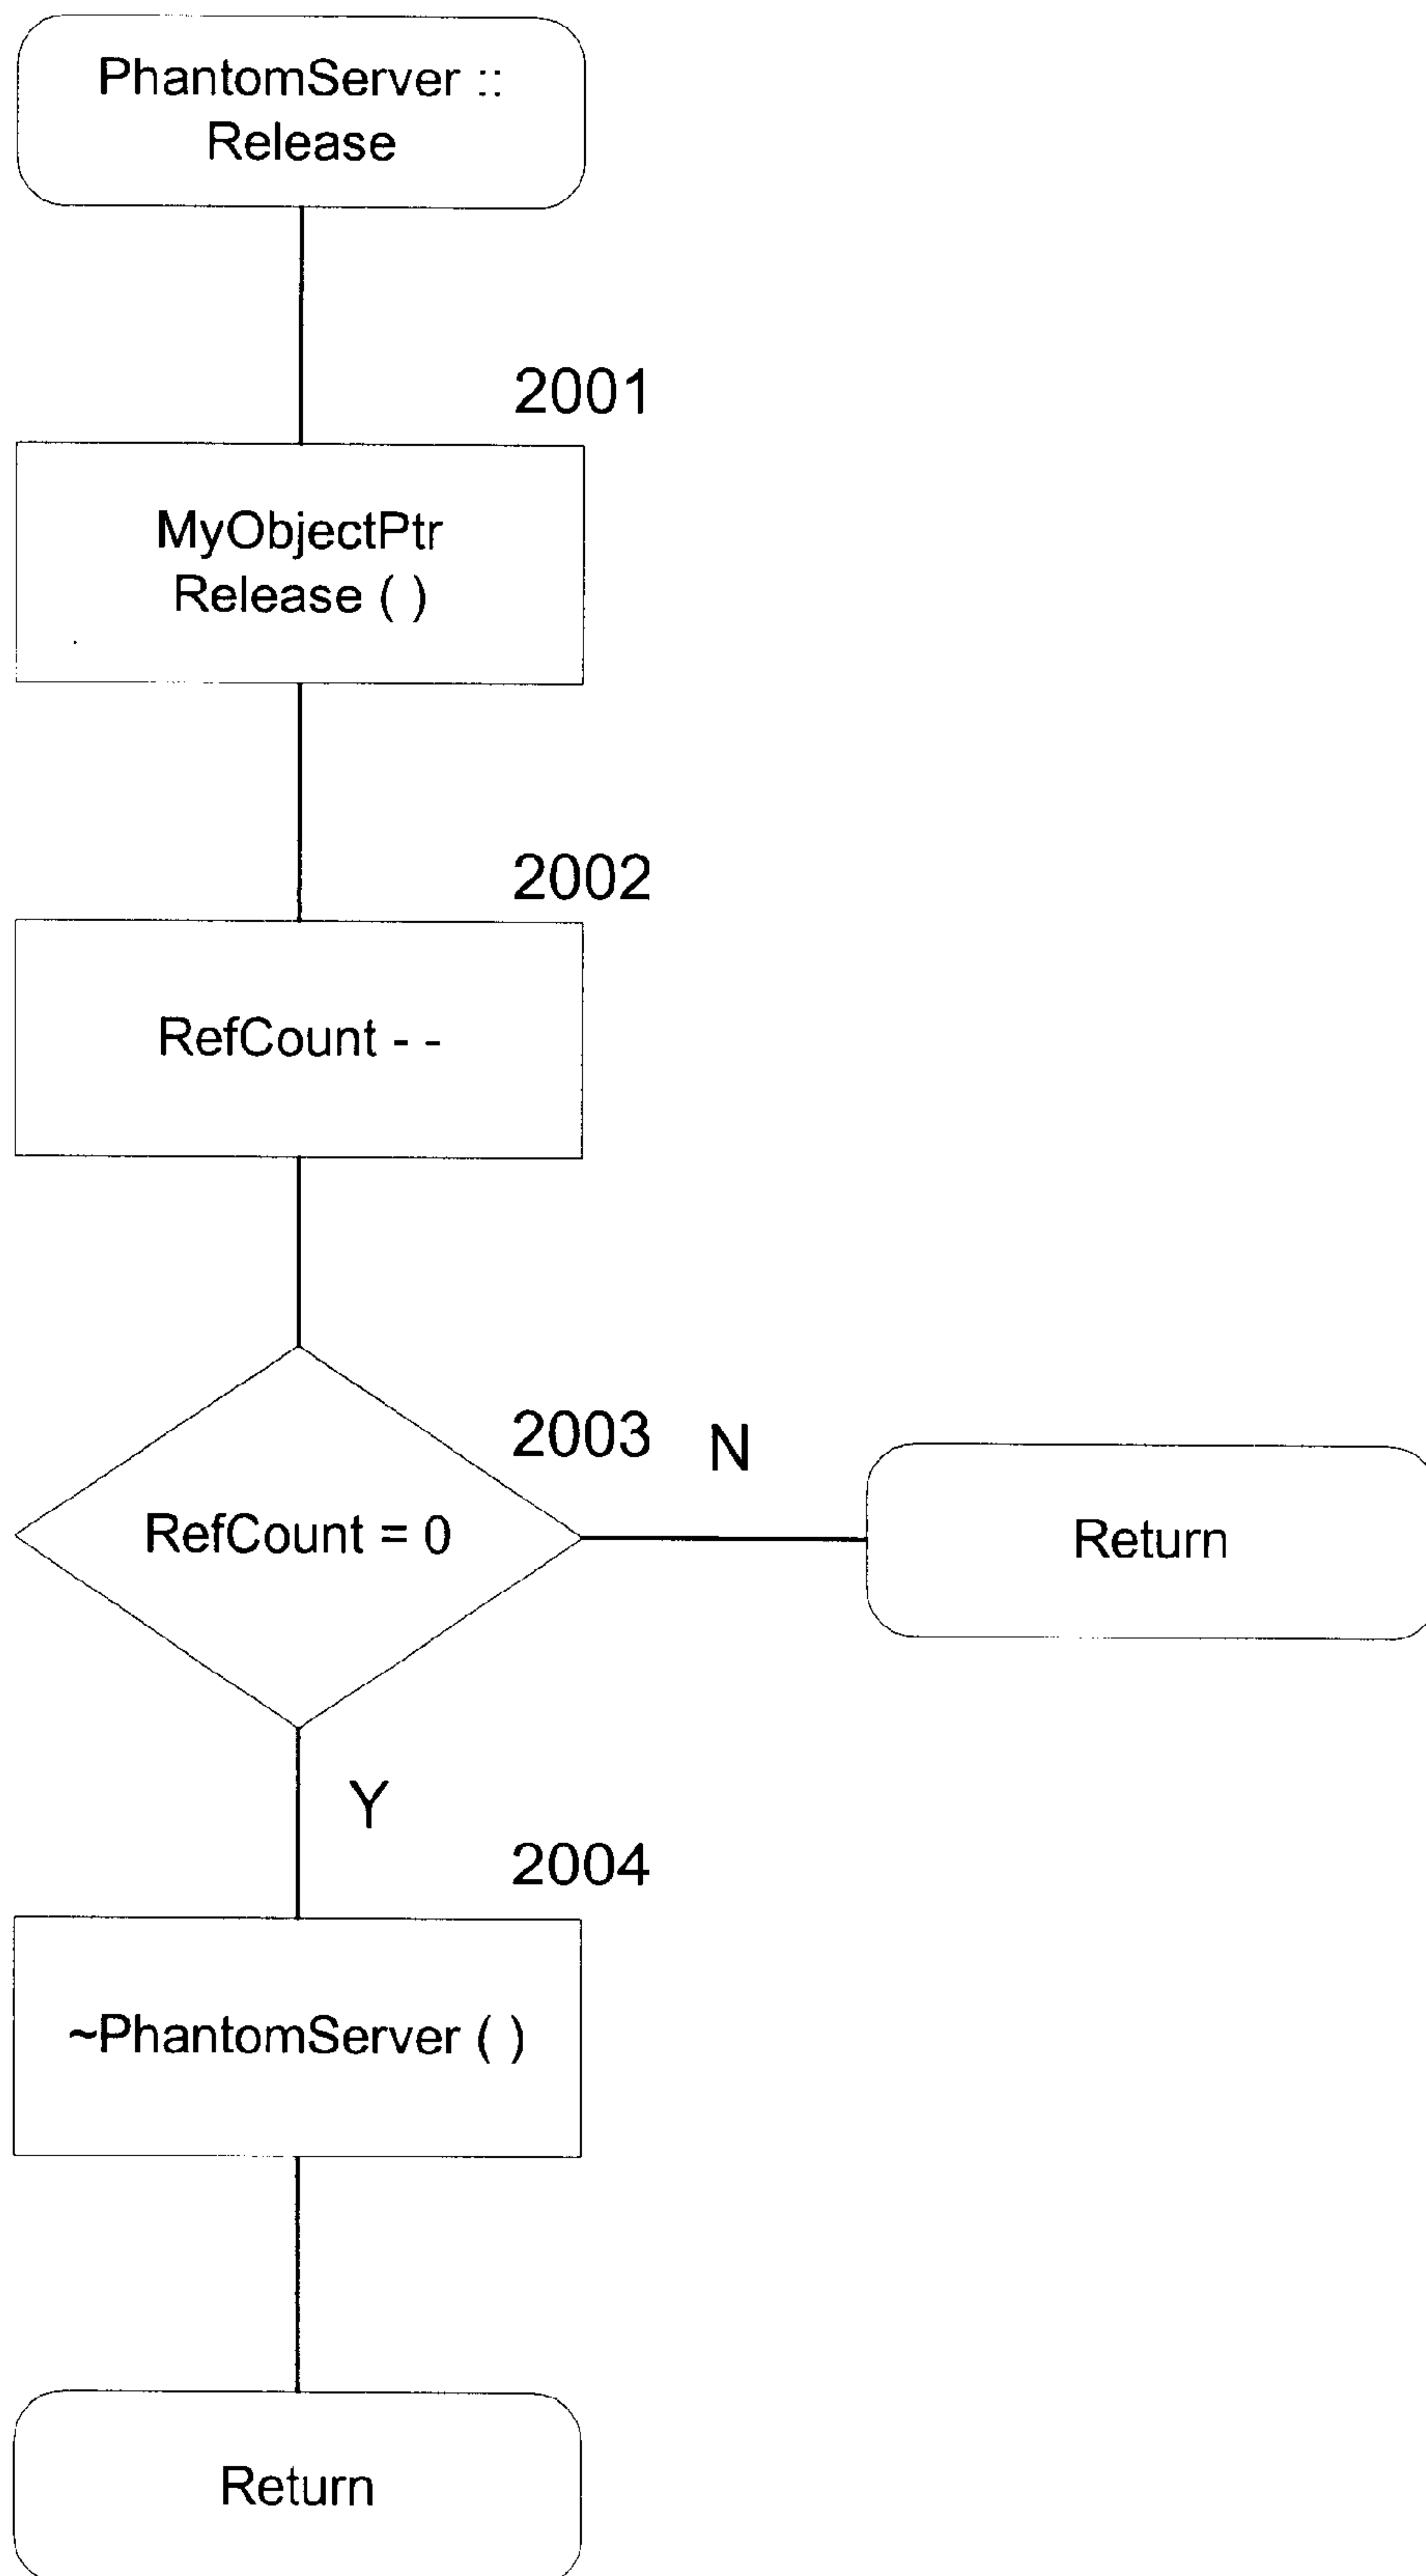 PhantomServer ::
Release
2001
MyObjectPtr
Release ( )
2002
RefCount - -
2003
N
RefCount = 0
Return
Y
2004
~PhantomServer ( )
Return